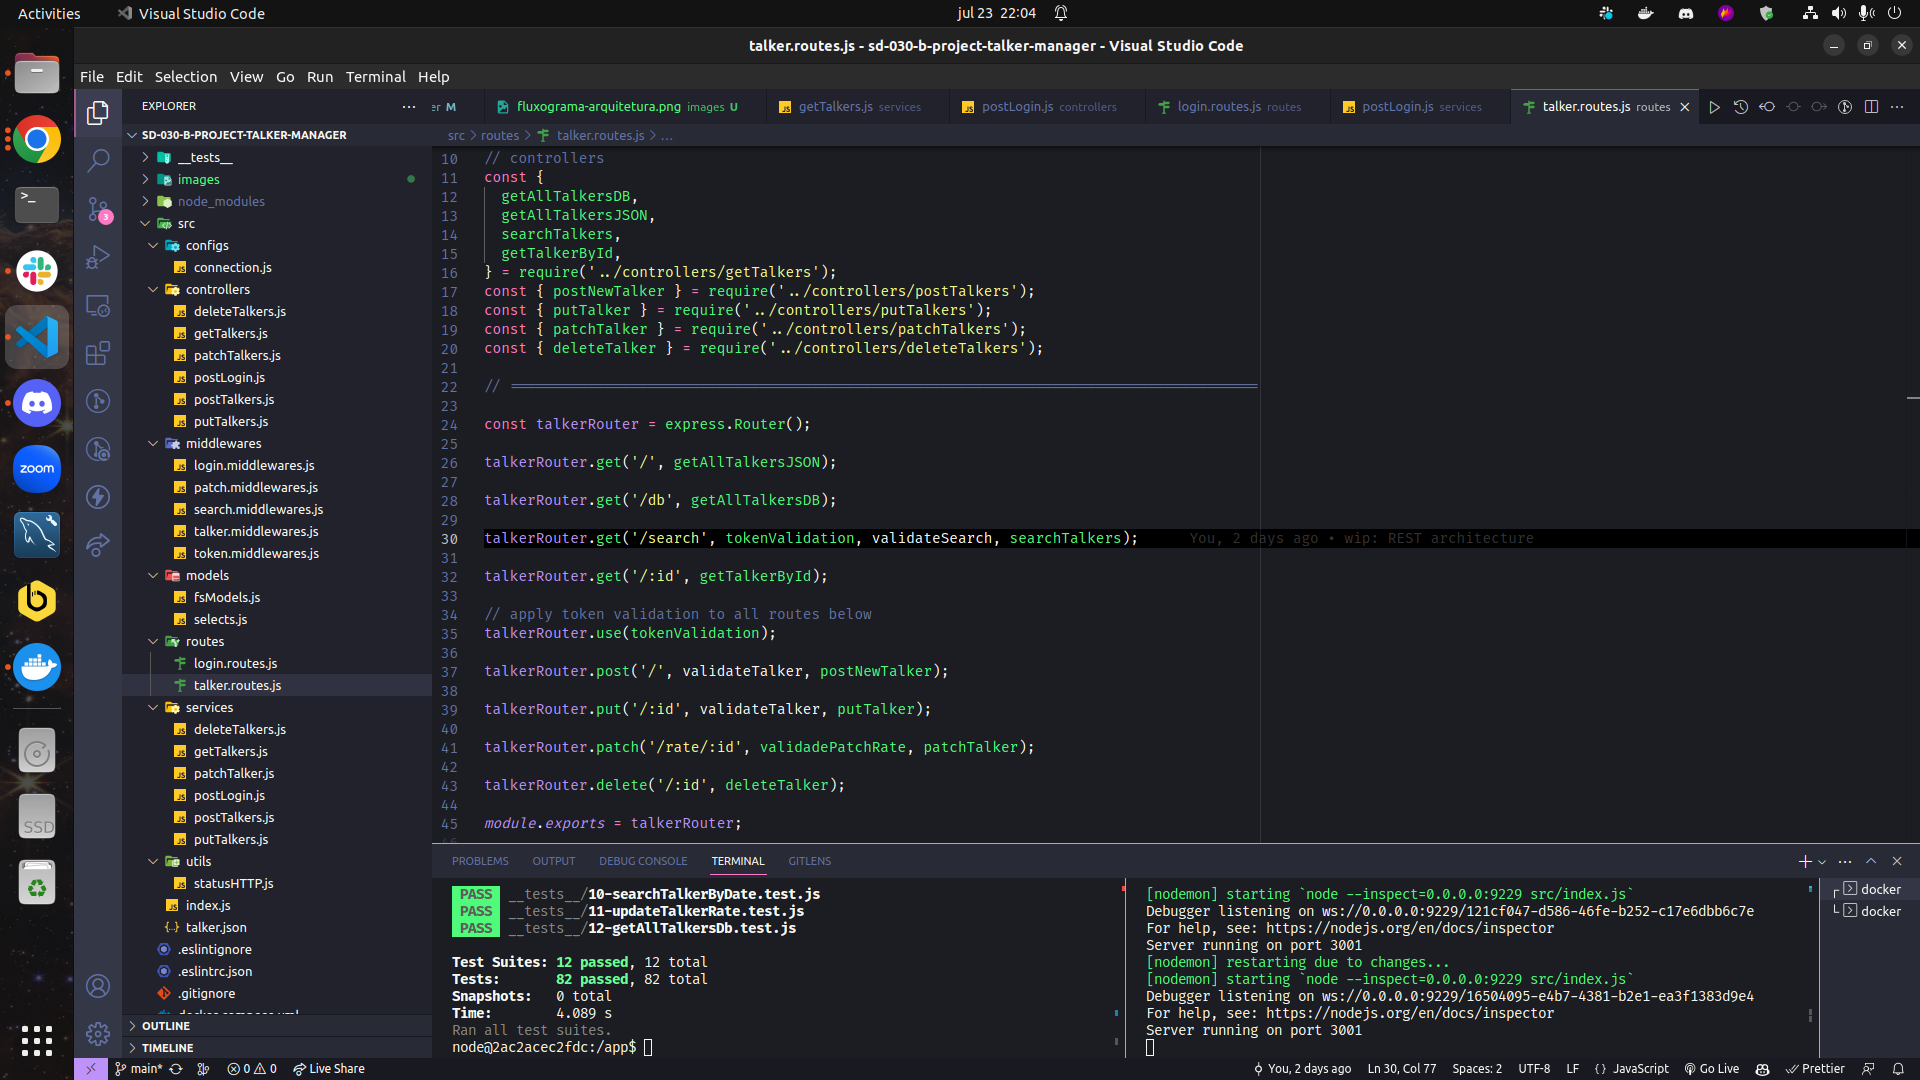 Activities
Visual Studio Code
jul 23 22:04
talker.routes.js - sd-030-b-project-talker-manager - Visual Studio Code
File Edit Selection View Go Run Terminal Help
EXPLORER
er M
fluxograma-arquitetura.png images U
getTalkers.js services
postLogin.js controllers
login.routes.js routes
postLogin.js services
talker.routes.js routes
SD-030-B-PROJECT-TALKER-MANAGER
src > routes > talker.routes.js > ...
__tests__
images
node_modules
src
configs
connection.js
controllers
deleteTalkers.js
getTalkers.js
patchTalkers.js
postLogin.js
postTalkers.js
putTalkers.js
middlewares
login.middlewares.js
patch.middlewares.js
search.middlewares.js
talker.middlewares.js
token.middlewares.js
models
fsModels.js
selects.js
routes
login.routes.js
talker.routes.js
services
deleteTalkers.js
getTalkers.js
patchTalker.js
postLogin.js
postTalkers.js
putTalkers.js
utils
statusHTTP.js
index.js
talker.json
.eslintignore
.eslintrc.json
.gitignore
OUTLINE
TIMELINE
3
zoom
SSD
10 // controllers
11 const {
12 getAllTalkersDB,
13 getAllTalkersJSON,
14 searchTalkers,
15 getTalkerById,
16 } = require('../controllers/getTalkers');
17 const { postNewTalker } = require('../controllers/postTalkers');
18 const { putTalker } = require('../controllers/putTalkers');
19 const { patchTalker } = require('../controllers/patchTalkers');
20 const { deleteTalker } = require('../controllers/deleteTalkers');
21
22 // ==========
23
24 const talkerRouter = express.Router();
25
26 talkerRouter.get('/', getAllTalkersJSON);
27
28 talkerRouter.get('/db', getAllTalkersDB);
29
30 talkerRouter.get('/search', tokenValidation, validateSearch, searchTalkers); You, 2 days ago • wip: REST architecture
31
32 talkerRouter.get('/:id', getTalkerById);
33
34 // apply token validation to all routes below
35 talkerRouter.use(tokenValidation);
36
37 talkerRouter.post('/', validateTalker, postNewTalker);
38
39 talkerRouter.put('/:id', validateTalker, putTalker);
40
41 talkerRouter.patch('/rate/:id', validadePatchRate, patchTalker);
42
43 talkerRouter.delete('/:id', deleteTalker);
44
45 module.exports = talkerRouter;
PROBLEMS OUTPUT DEBUG CONSOLE TERMINAL GITLENS
PASS __tests__/10-searchTalkerByDate.test.js
PASS __tests__/11-updateTalkerRate.test.js
PASS __tests__/12-getAllTalkersDb.test.js
Test Suites: 12 passed, 12 total
Tests: 82 passed, 82 total
Snapshots: 0 total
Time: 4.089 s
Ran all test suites.
node@2ac2acec2fdc:/app$
[nodemon] starting `node --inspect=0.0.0.0:9229 src/index.js`
Debugger listening on ws://0.0.0.0:9229/121cf047-d586-46fe-b252-c17e6dbb6c7e
For help, see: https://nodejs.org/en/docs/inspector
Server running on port 3001
[nodemon] restarting due to changes...
[nodemon] starting `node --inspect=0.0.0.0:9229 src/index.js`
Debugger listening on ws://0.0.0.0:9229/16504095-e4b7-4381-b2e1-ea3f1383d9e4
For help, see: https://nodejs.org/en/docs/inspector
Server running on port 3001
docker
docker
main* 0 0 Live Share
You, 2 days ago Ln 30, Col 77 Spaces: 2 UTF-8 LF {} JavaScript Go Live Prettier